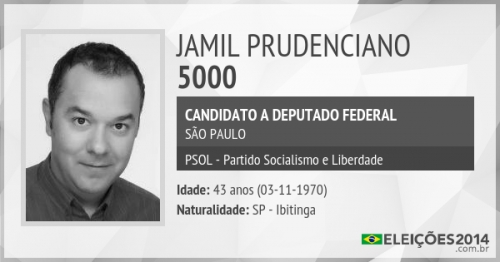 JAMIL PRUDENCIANO
5000
CANDIDATO A DEPUTADO FEDERAL
SÃO PAULO
PSOL - Partido Socialismo e Liberdade
Idade: 43 anos (03-11-1970)
Naturalidade: SP - Ibitinga
ELEIÇÕES2014
.com.br